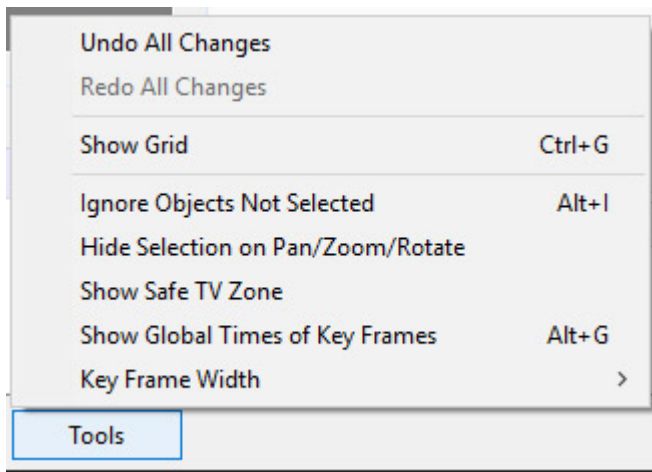 Undo All Changes
Redo All Changes
Show Grid Ctrl+G
Ignore Objects Not Selected Alt+I
Hide Selection on Pan/Zoom/Rotate
Show Safe TV Zone
Show Global Times of Key Frames Alt+G
Key Frame Width >
Tools